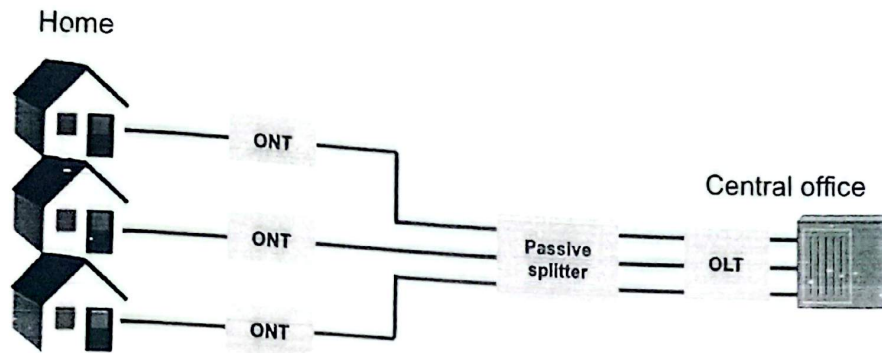 Home
ONT
Central office
ONT
Passive
splitter
OLT
ONT